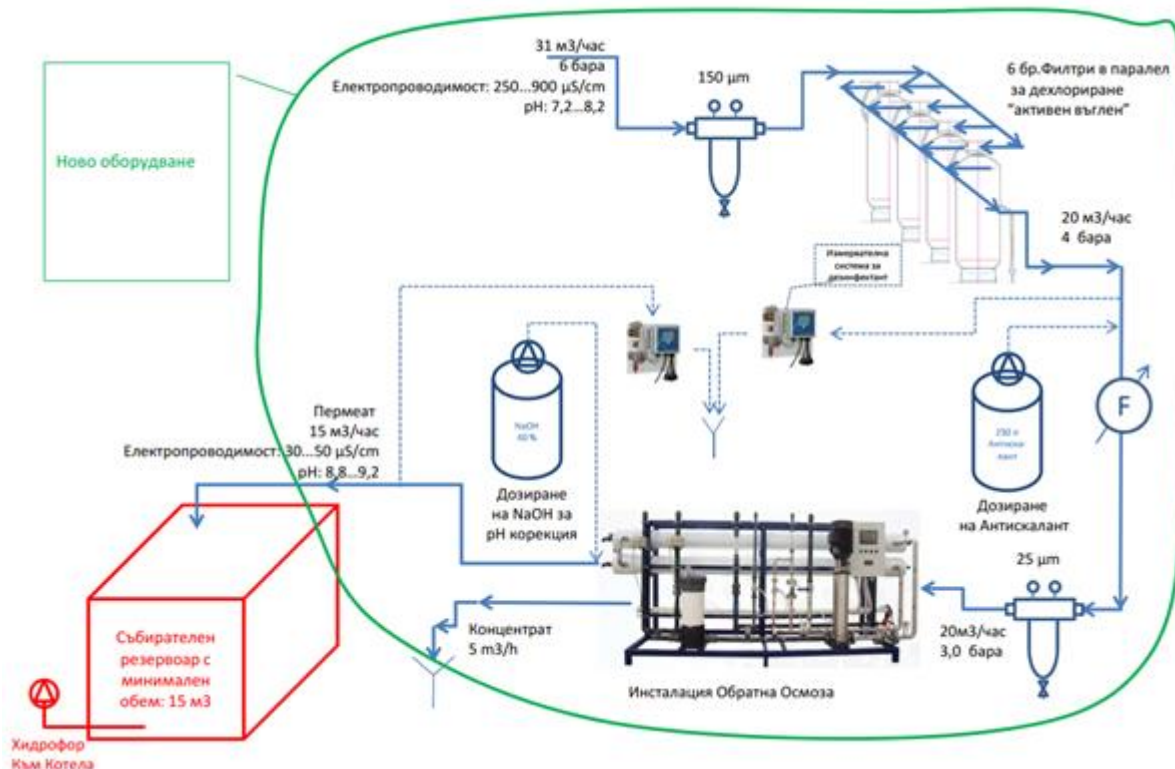 31 м3/час
6 бара
Електропроводимост: 250...900 µS/cm
pH: 7,2...8,2
150 µm
6 бр.Филтри в паралел
за дехлориране
"активен въглен"
Ново оборудване
20 м3/час
4 бара
Измервателна
система за
дезинфектант
Пермеат
15 м3/час
Електропроводимост: 30...50 µS/cm
pH: 8,8...9,2
NaOH
40 %
F
Антиска-
лант
Дозиране
на NaOH за
pH корекция
Дозиране
на Антискалант
25 µm
Събирателен
резервоар с
минимален
обем: 15 м3
Концентрат
5 m3/h
20м3/час
3,0 бара
Инсталация Обратна Осмоза
Хидрофор
Към Котела